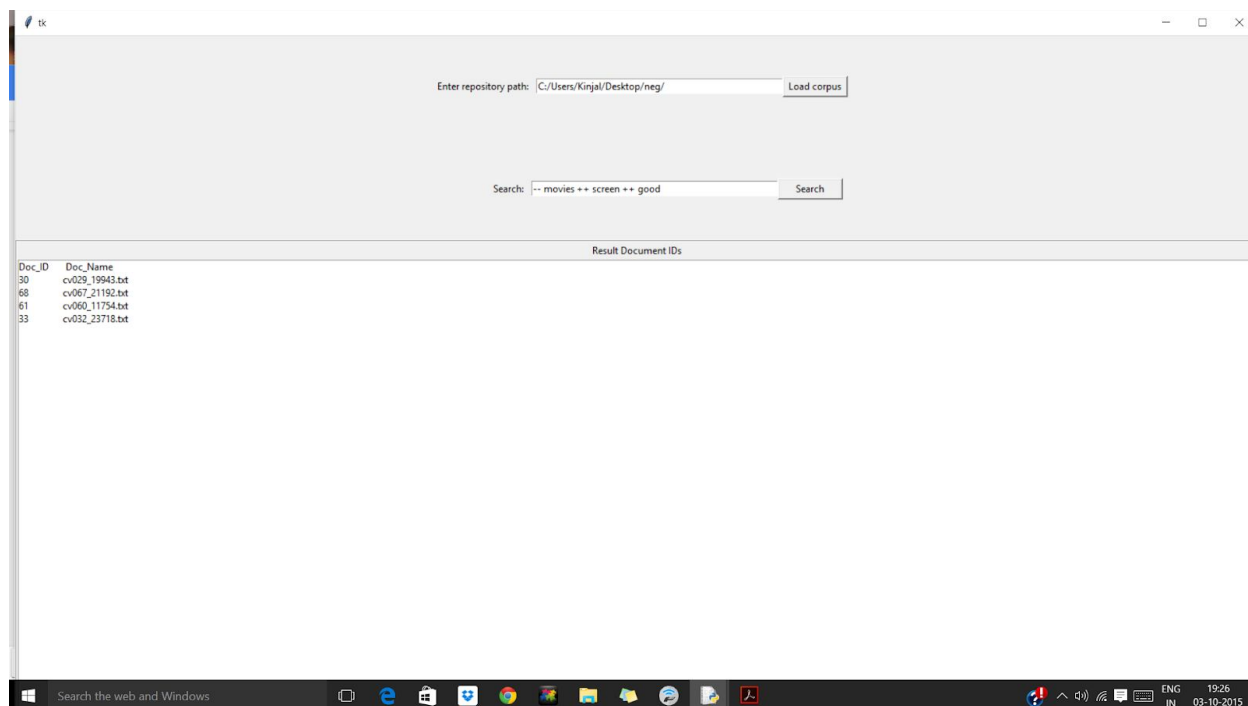 tk
Enter repository path: C:/Users/Kinjal/Desktop/neg/ Load corpus
Search: -- movies ++ screen ++ good Search
Result Document IDs
Doc_ID Doc_Name
30 cv029_19943.txt
68 cv067_21192.txt
61 cv060_11754.txt
33 cv032_23718.txt
Search the web and Windows ENG 19:26
IN 03-10-2015